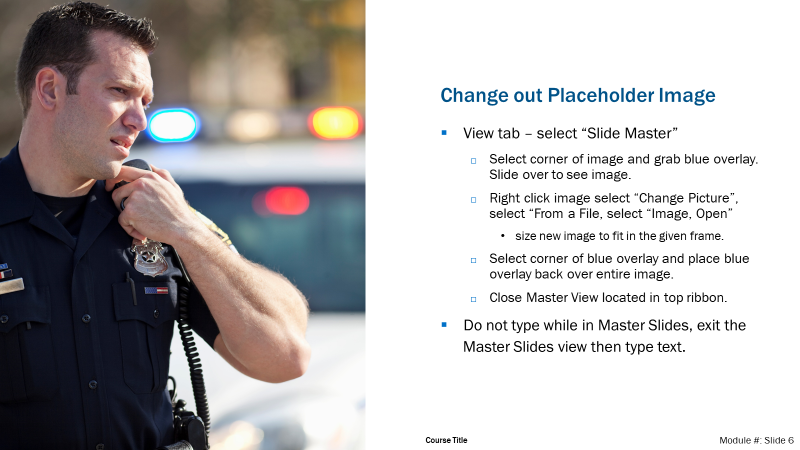 Change out Placeholder Image
▪ View tab – select “Slide Master”
▫ Select corner of image and grab blue overlay.
Slide over to see image.
▫ Right click image select “Change Picture”,
select “From a File, select “Image, Open”
• size new image to fit in the given frame.
▫ Select corner of blue overlay and place blue
overlay back over entire image.
▫ Close Master View located in top ribbon.
▪ Do not type while in Master Slides, exit the
Master Slides view then type text.
Course Title
Module #: Slide 6